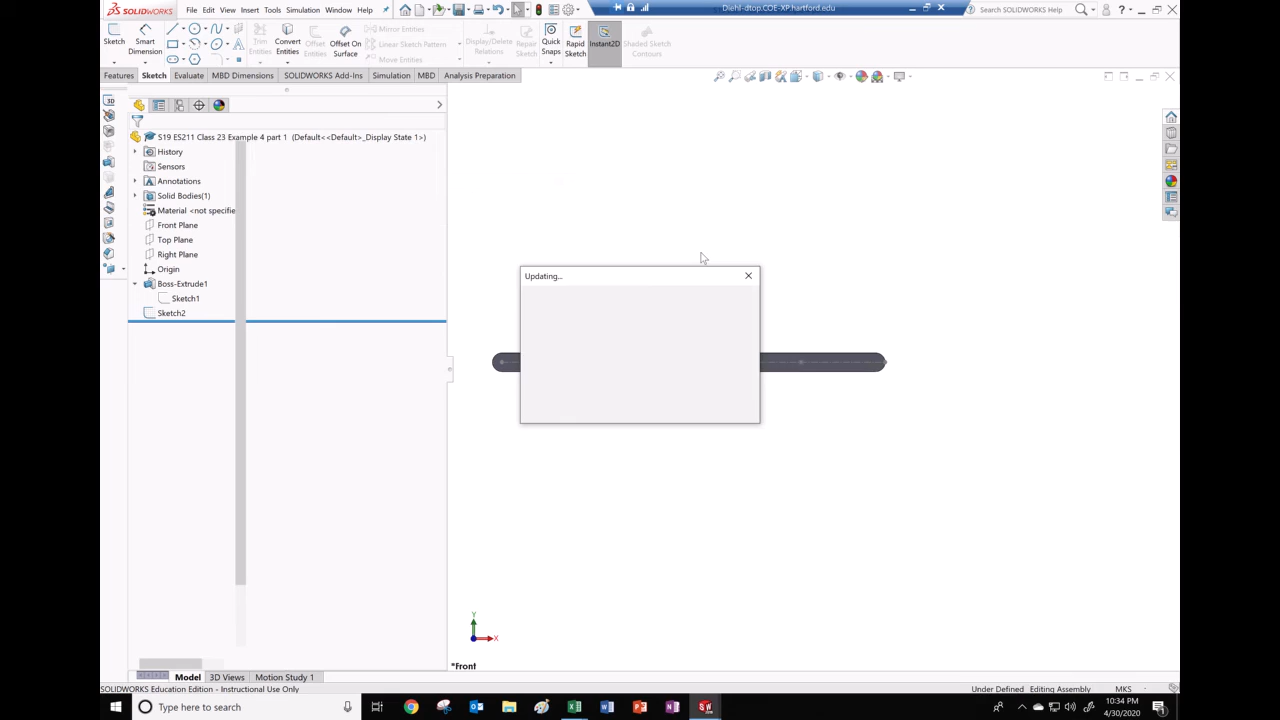 SOLIDWORKS File Edit View Insert Tools Simulation Window Help
Diehl-dtop.COE-XP.hartford.edu
Search SOLIDWORKS Help
Sketch
Smart Dimension
Trim Entities
Convert Entities
Offset Entities
Offset On Surface
Mirror Entities
Linear Sketch Pattern
Move Entities
Display/Delete Relations
Repair Sketch
Quick Snaps
Rapid Sketch
Instant2D
Shaded Sketch Contours
Features Sketch Evaluate MBD Dimensions SOLIDWORKS Add-Ins Simulation MBD Analysis Preparation
S19 ES211 Class 23 Example 4 part 1 (Default<<Default>_Display State 1>)
History
Sensors
Annotations
Solid Bodies(1)
Material <not specifie
Front Plane
Top Plane
Right Plane
Origin
Boss-Extrude1
Sketch1
Sketch2
Updating...
Y
X
*Front
Model 3D Views Motion Study 1
SOLIDWORKS Education Edition - Instructional Use Only
Under Defined Editing Assembly MKS
Type here to search
10:34 PM
4/30/2020